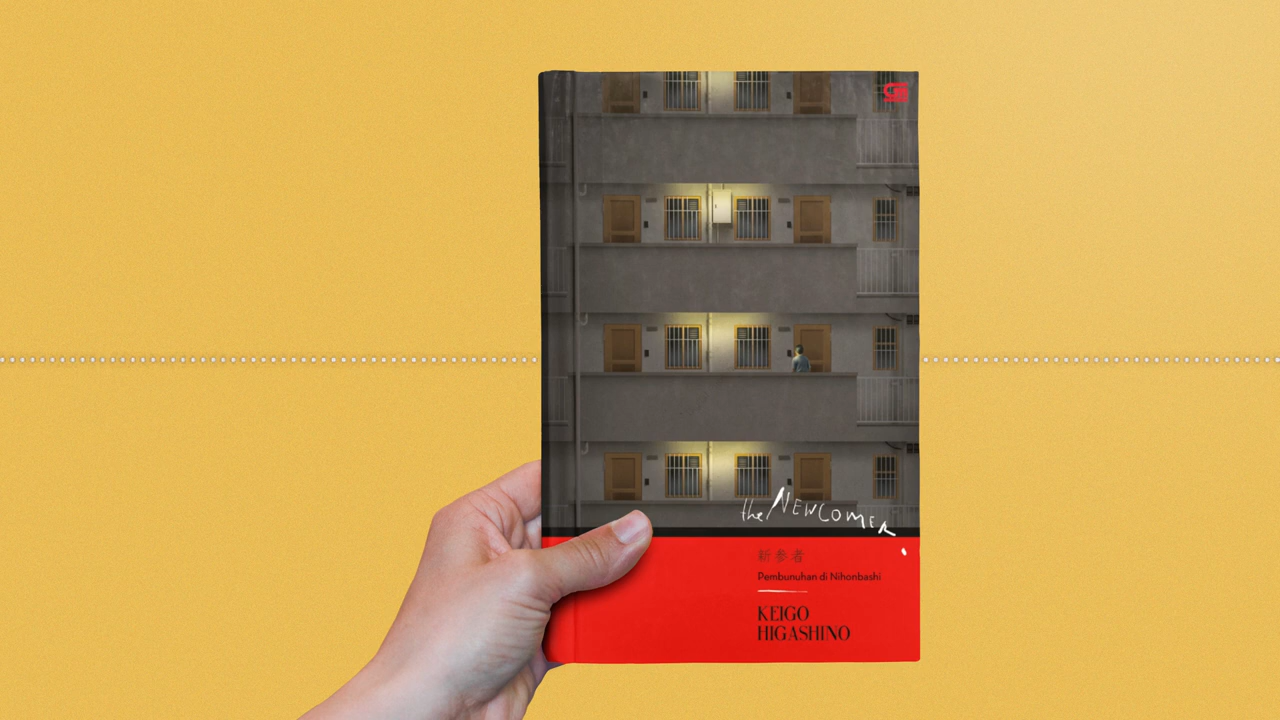 the NEWCOMER
新参者
Pembunuhan di Nihonbashi
KEIGO
HIGASHINO